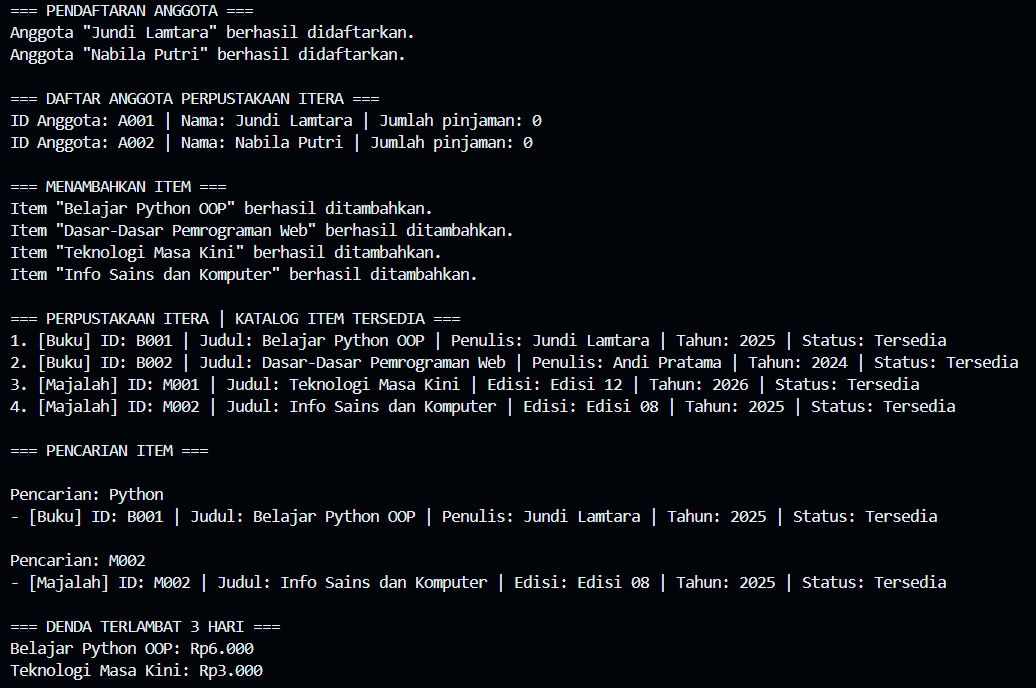 === PENDAFTARAN ANGGOTA ===
Anggota "Jundi Lamtara" berhasil didaftarkan.
Anggota "Nabila Putri" berhasil didaftarkan.

=== DAFTAR ANGGOTA PERPUSTAKAAN ITERA ===
ID Anggota: A001 | Nama: Jundi Lamtara | Jumlah pinjaman: 0
ID Anggota: A002 | Nama: Nabila Putri | Jumlah pinjaman: 0

=== MENAMBAHKAN ITEM ===
Item "Belajar Python OOP" berhasil ditambahkan.
Item "Dasar-Dasar Pemrograman Web" berhasil ditambahkan.
Item "Teknologi Masa Kini" berhasil ditambahkan.
Item "Info Sains dan Komputer" berhasil ditambahkan.

=== PERPUSTAKAAN ITERA | KATALOG ITEM TERSEDIA ===
1. [Buku] ID: B001 | Judul: Belajar Python OOP | Penulis: Jundi Lamtara | Tahun: 2025 | Status: Tersedia
2. [Buku] ID: B002 | Judul: Dasar-Dasar Pemrograman Web | Penulis: Andi Pratama | Tahun: 2024 | Status: Tersedia
3. [Majalah] ID: M001 | Judul: Teknologi Masa Kini | Edisi: Edisi 12 | Tahun: 2026 | Status: Tersedia
4. [Majalah] ID: M002 | Judul: Info Sains dan Komputer | Edisi: Edisi 08 | Tahun: 2025 | Status: Tersedia

=== PENCARIAN ITEM ===

Pencarian: Python
- [Buku] ID: B001 | Judul: Belajar Python OOP | Penulis: Jundi Lamtara | Tahun: 2025 | Status: Tersedia

Pencarian: M002
- [Majalah] ID: M002 | Judul: Info Sains dan Komputer | Edisi: Edisi 08 | Tahun: 2025 | Status: Tersedia

=== DENDA TERLAMBAT 3 HARI ===
Belajar Python OOP: Rp6.000
Teknologi Masa Kini: Rp3.000